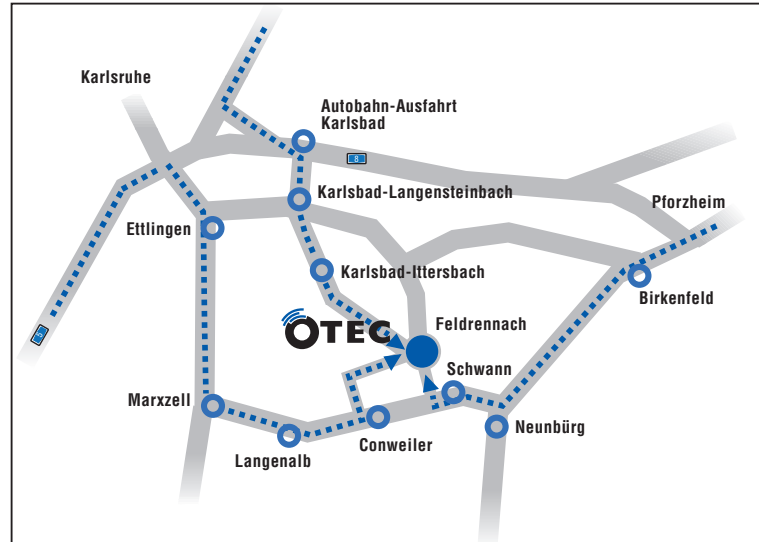 Karlsruhe
Autobahn-Ausfahrt
Karlsbad
8
Karlsbad-Langensteinbach
Pforzheim
Ettlingen
Karlsbad-Ittersbach
Birkenfeld
OTEC
Feldrennach
5
Schwann
Marxzell
Neunbürg
Conweiler
Langenalb